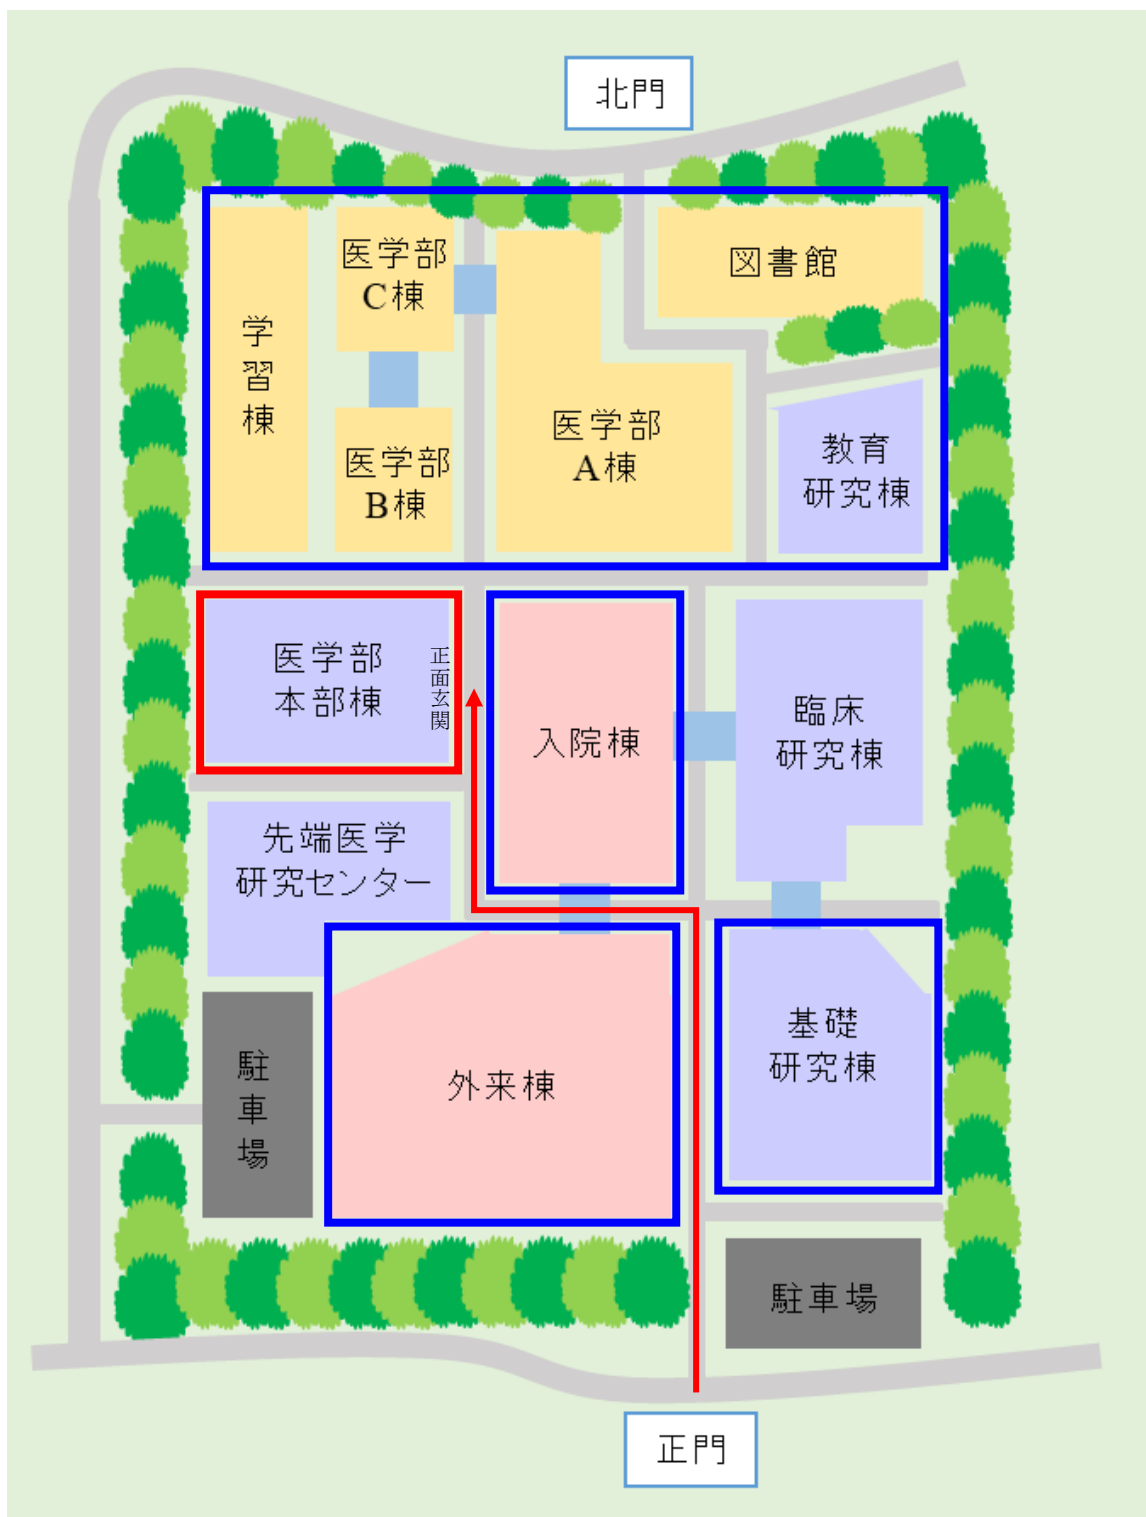 北門
医学部
C棟
図書館
学
習
棟
医学部
A棟
医学部
B棟
教育
研究棟
医学部
本部棟
正
面
玄
関
入院棟
臨床
研究棟
先端医学
研究センター
外来棟
基礎
研究棟
駐
車
場
駐車場
正門